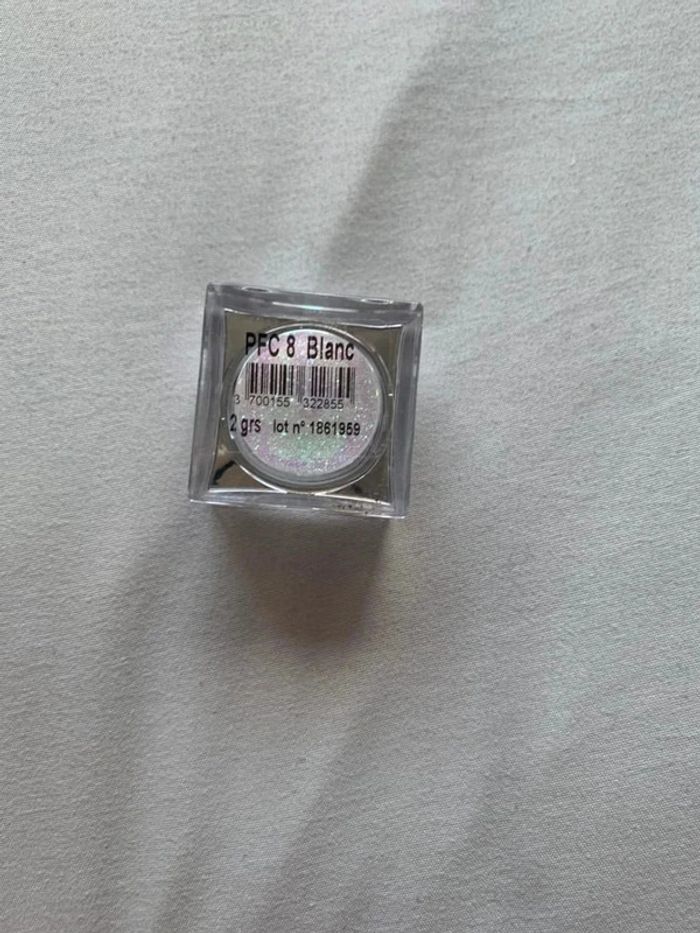 PFC 8 Blanc
3 700155 322855
2 grs lot n° 1861959